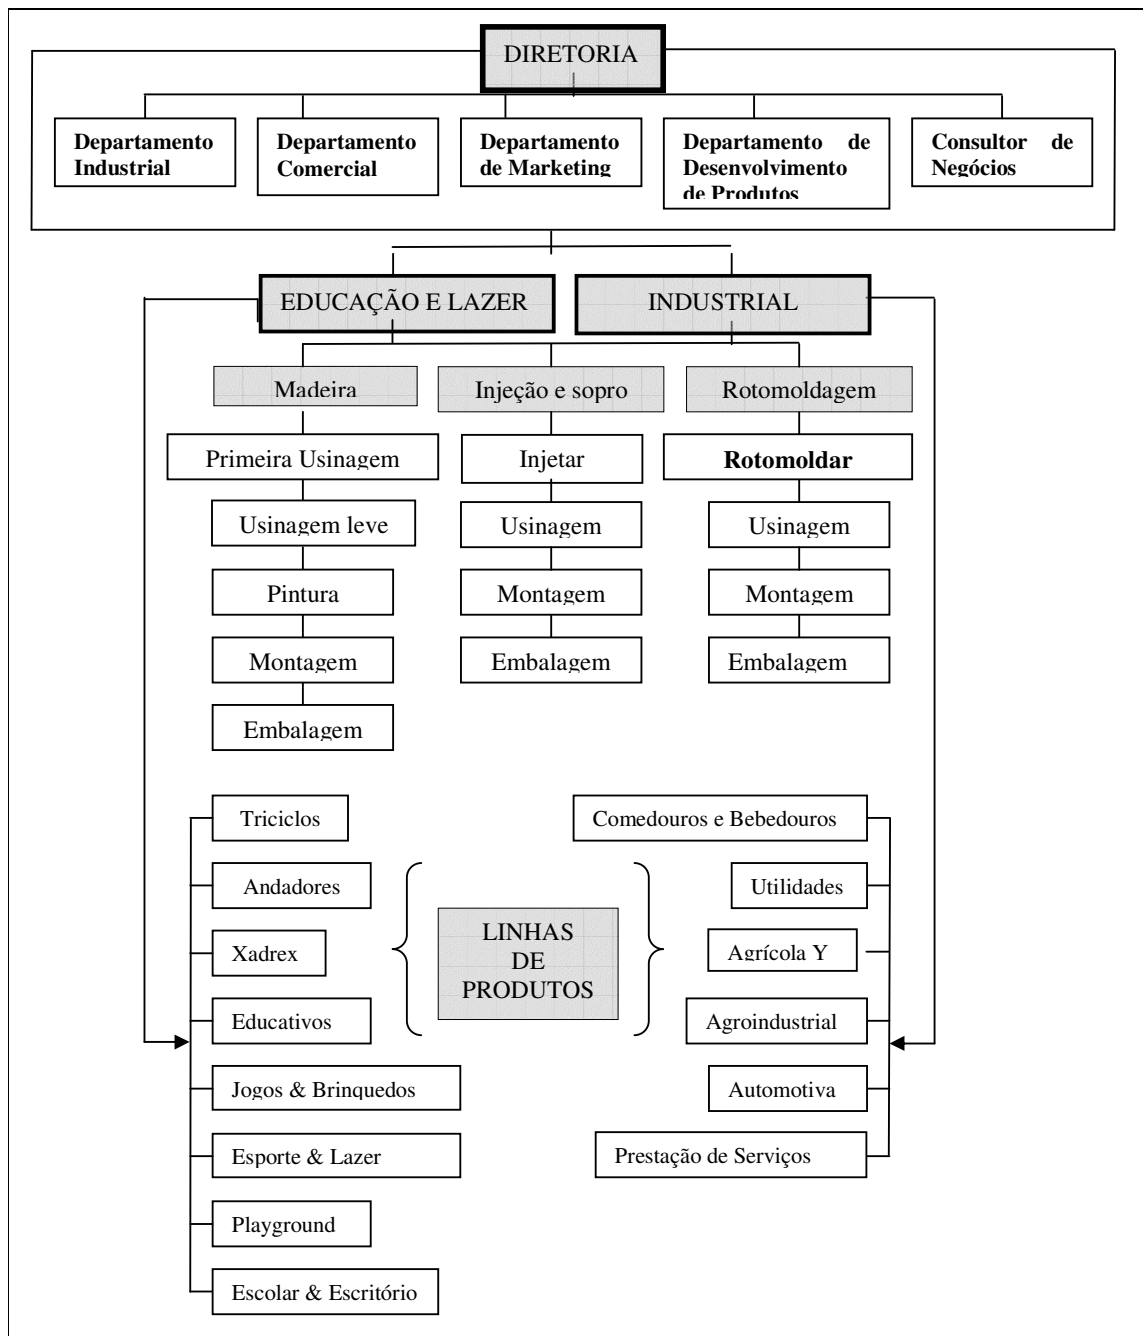 DIRETORIA
Departamento
Industrial
Departamento
Comercial
Departamento
de Marketing
Departamento de
Desenvolvimento
de Produtos
Consultor de
Negócios
EDUCAÇÃO E LAZER
INDUSTRIAL
Madeira
Injeção e sopro
Rotomoldagem
Primeira Usinagem
Injetar
Rotomoldar
Usinagem leve
Usinagem
Usinagem
Pintura
Montagem
Montagem
Montagem
Embalagem
Embalagem
Embalagem
Triciclos
Comedouros e Bebedouros
Andadores
Utilidades
LINHAS
DE
PRODUTOS
Xadrex
Agrícola Y
Educativos
Agroindustrial
Jogos & Brinquedos
Automotiva
Esporte & Lazer
Prestação de Serviços
Playground
Escolar & Escritório